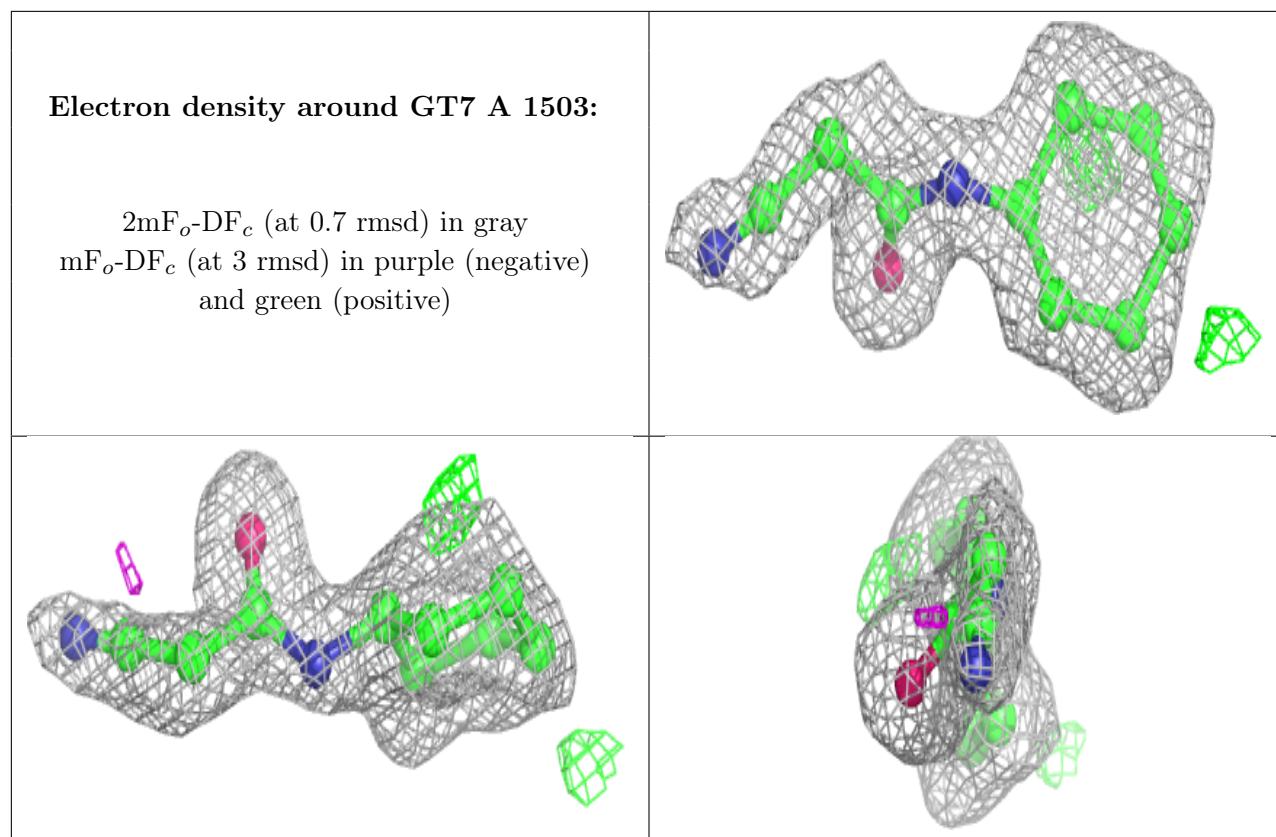 Electron density around GT7 A 1503:
2mFo-DFc (at 0.7 rmsd) in gray
mFo-DFc (at 3 rmsd) in purple (negative)
and green (positive)